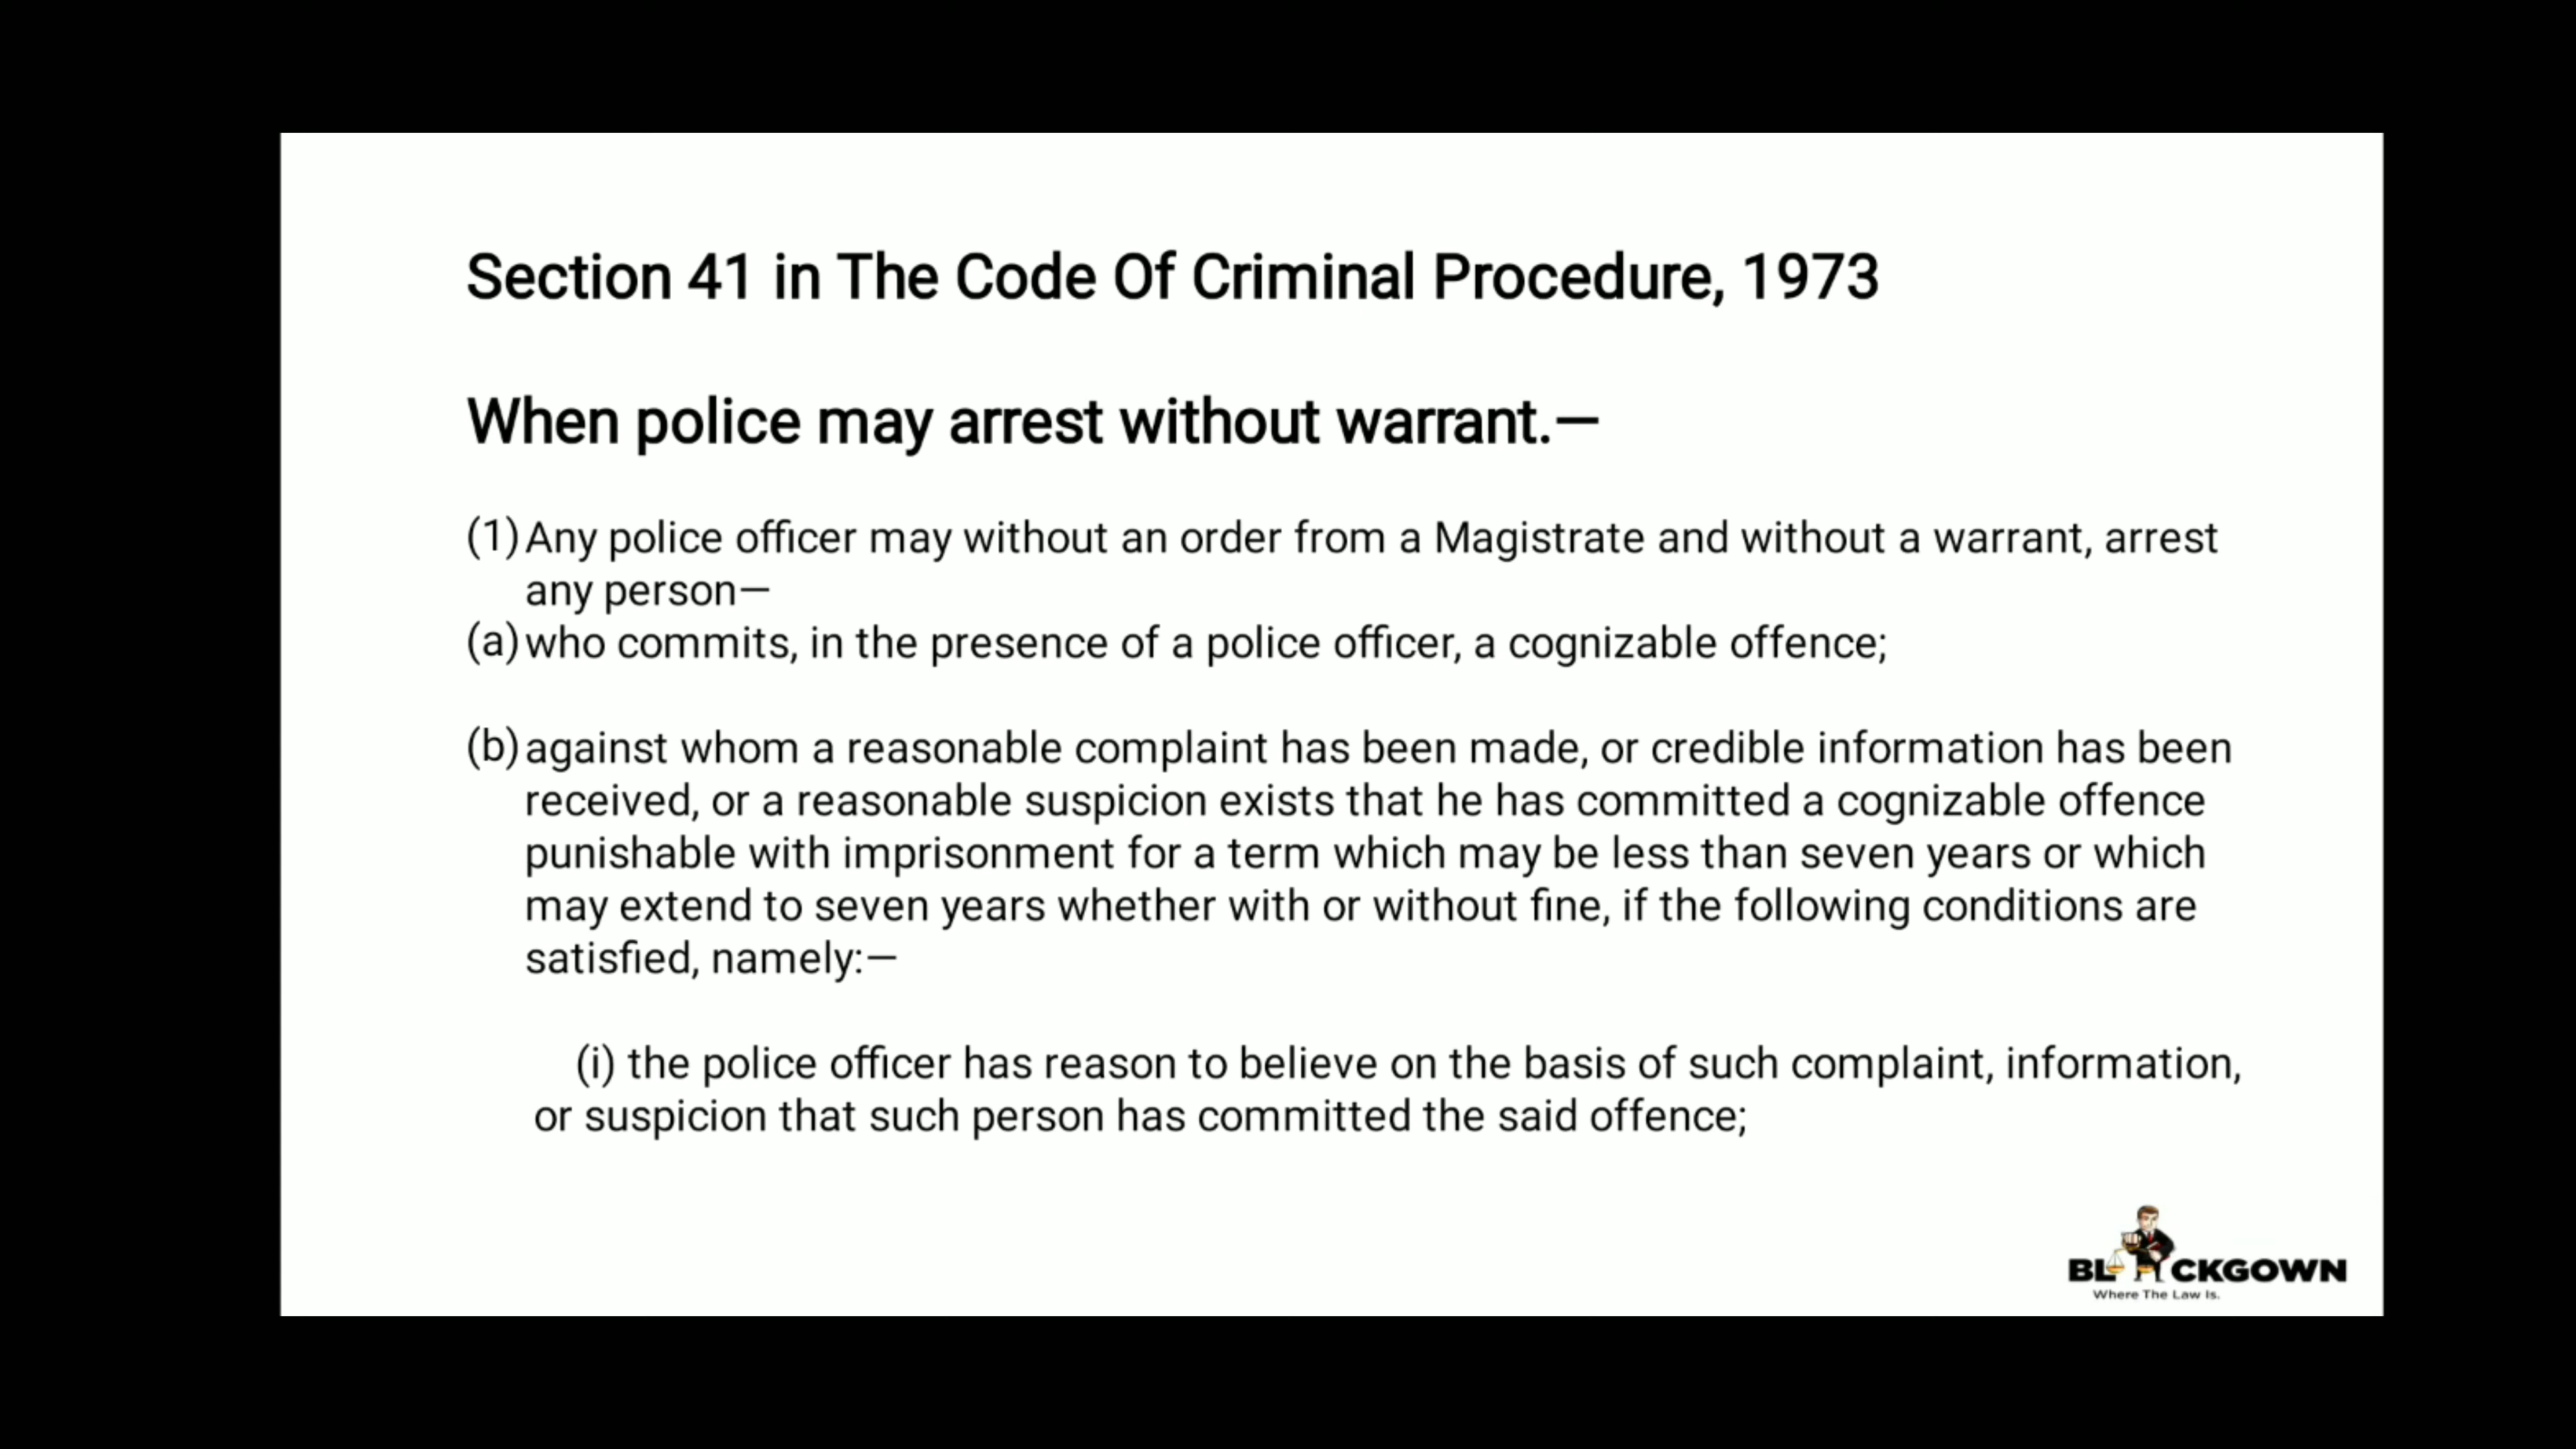 Section 41 in The Code Of Criminal Procedure, 1973
When police may arrest without warrant.—
(1) Any police officer may without an order from a Magistrate and without a warrant, arrest
any person—
(a) who commits, in the presence of a police officer, a cognizable offence;
(b) against whom a reasonable complaint has been made, or credible information has been
received, or a reasonable suspicion exists that he has committed a cognizable offence
punishable with imprisonment for a term which may be less than seven years or which
may extend to seven years whether with or without fine, if the following conditions are
satisfied, namely:—
(i) the police officer has reason to believe on the basis of such complaint, information,
or suspicion that such person has committed the said offence;
BLACKGOWN
Where The Law Is.